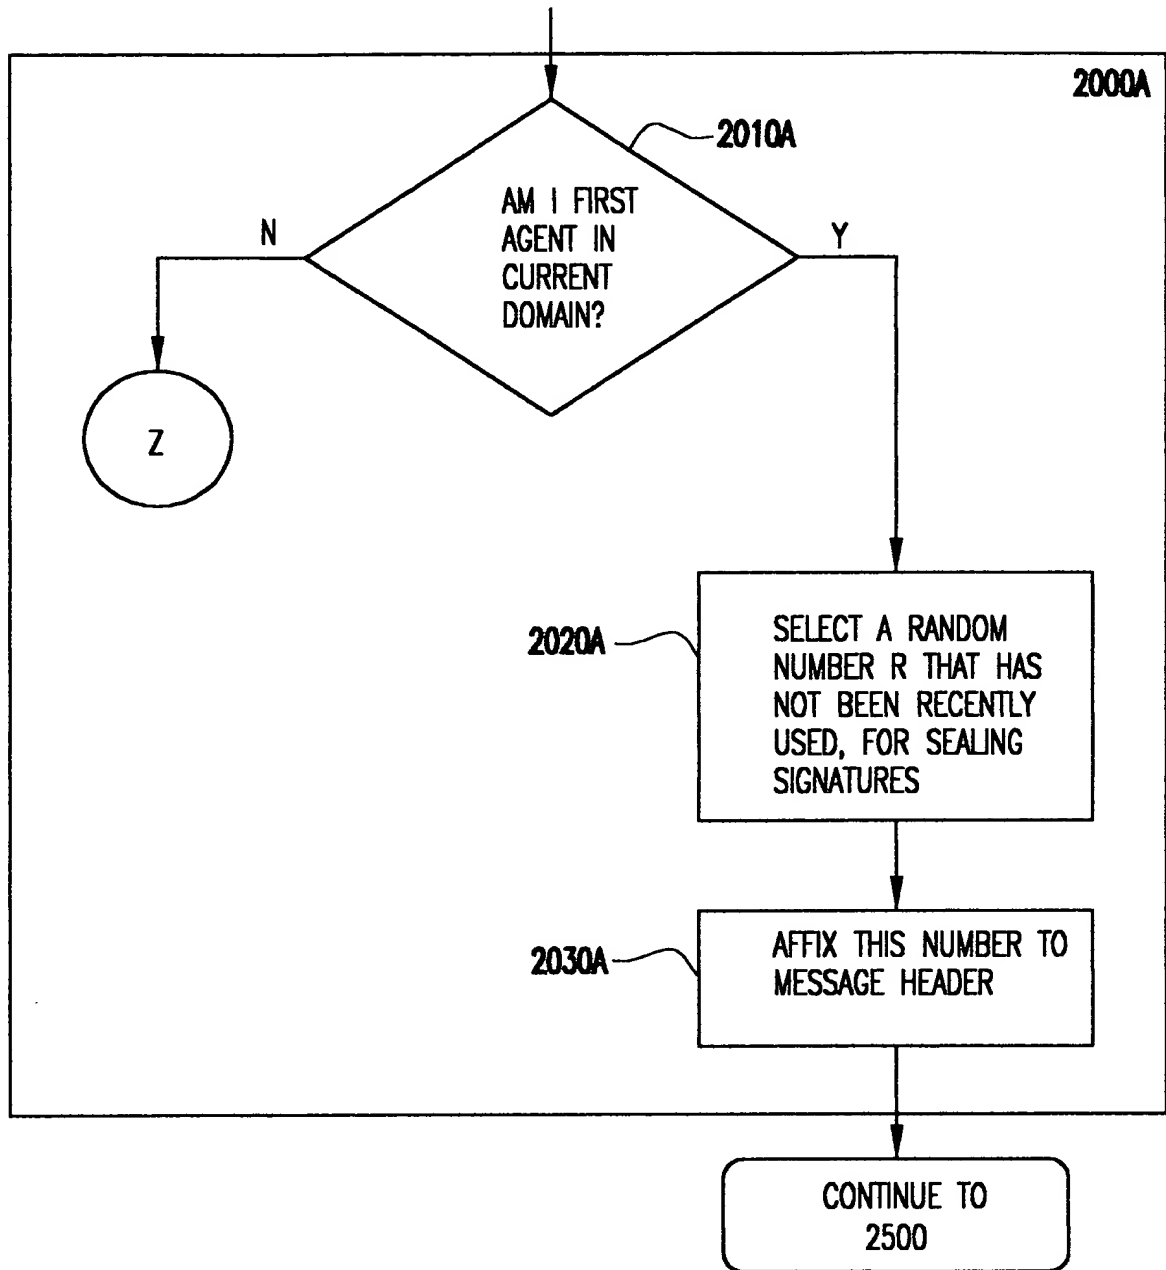 2000A
2010A
AM I FIRST
AGENT IN
CURRENT
DOMAIN?
N
Y
Z
2020A
SELECT A RANDOM
NUMBER R THAT HAS
NOT BEEN RECENTLY
USED, FOR SEALING
SIGNATURES
2030A
AFFIX THIS NUMBER TO
MESSAGE HEADER
CONTINUE TO
2500